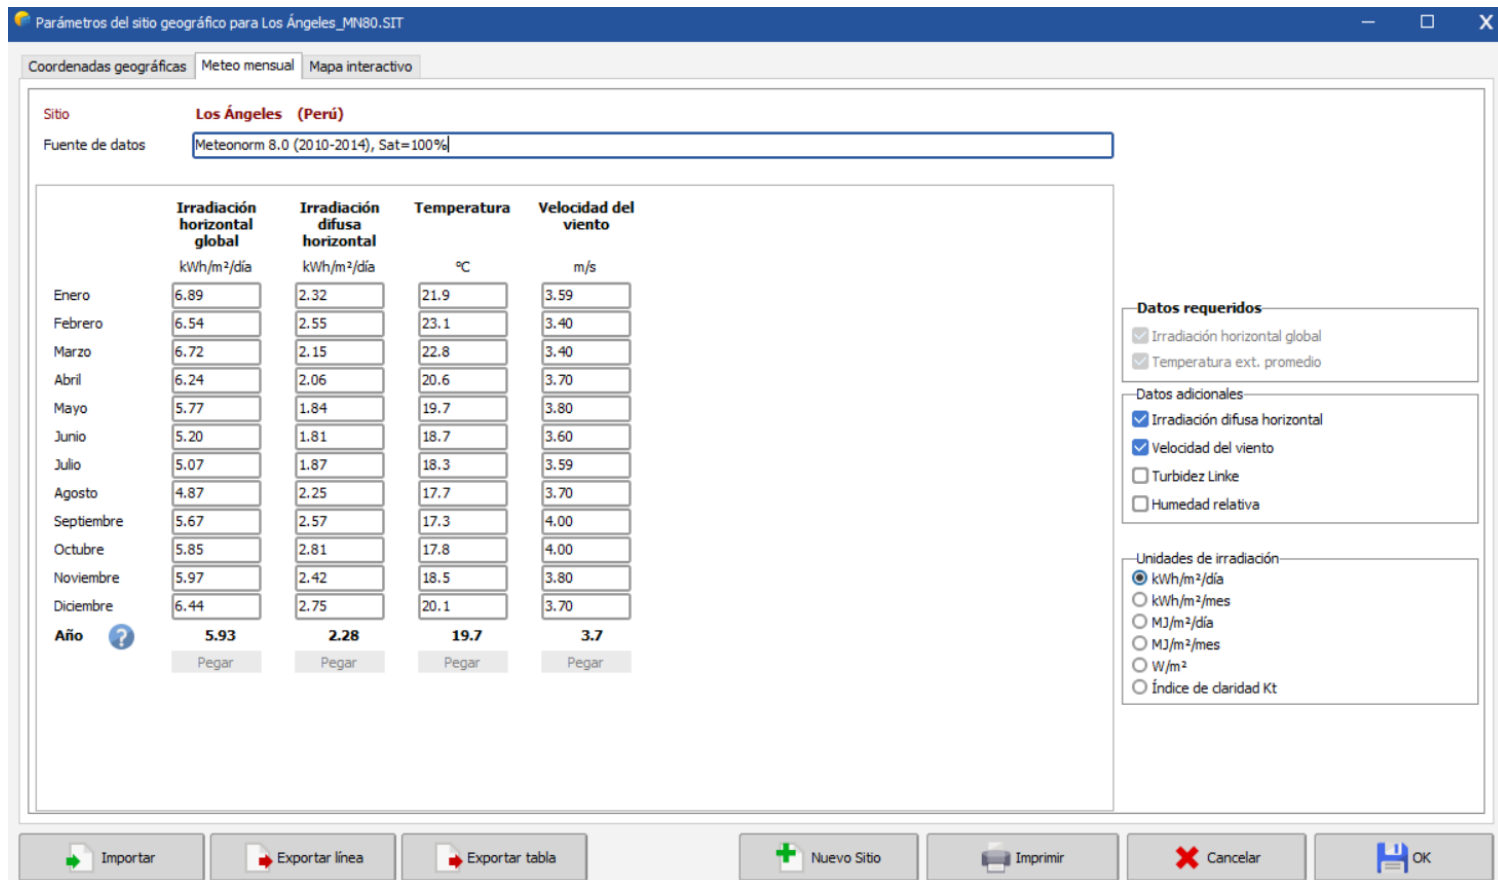 Parámetros del sitio geográfico para Los Ángeles_MN80.SIT
Coordenadas geográficas Meteo mensual Mapa interactivo
Sitio Los Ángeles (Perú)
Fuente de datos Meteonorm 8.0 (2010-2014), Sat=100%
Irradiación horizontal global Irradiación difusa horizontal Temperatura Velocidad del viento
kWh/m²/día kWh/m²/día ºC m/s
Enero 6.89 2.32 21.9 3.59
Febrero 6.54 2.55 23.1 3.40
Marzo 6.72 2.15 22.8 3.40
Abril 6.24 2.06 20.6 3.70
Mayo 5.77 1.84 19.7 3.80
Junio 5.20 1.81 18.7 3.60
Julio 5.07 1.87 18.3 3.59
Agosto 4.87 2.25 17.7 3.70
Septiembre 5.67 2.57 17.3 4.00
Octubre 5.85 2.81 17.8 4.00
Noviembre 5.97 2.42 18.5 3.80
Diciembre 6.44 2.75 20.1 3.70
Año ? 5.93 2.28 19.7 3.7
Pegar Pegar Pegar Pegar
Datos requeridos
Irradiación horizontal global
Temperatura ext. promedio
Datos adicionales
Irradiación difusa horizontal
Velocidad del viento
Turbidez Linke
Humedad relativa
Unidades de irradiación
kWh/m²/día
kWh/m²/mes
MJ/m²/día
MJ/m²/mes
W/m²
Índice de claridad Kt
Importar Exportar línea Exportar tabla Nuevo Sitio Imprimir Cancelar OK